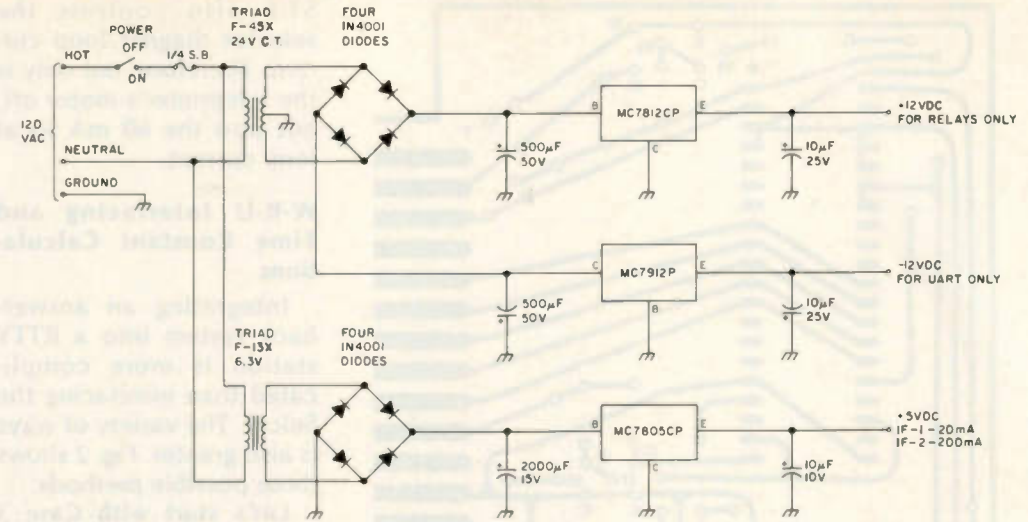 TRIAD
F-45X
24V C.T.
FOUR
IN4001
DIODES
POWER
OFF
ON
HOT
1/4 S.B.
120
VAC
NEUTRAL
GROUND
B
MC7812CP
E
C
500µF
50V
+
10µF
25V
+
+12VDC
FOR RELAYS ONLY
C
MC7912P
E
B
500µF
50V
+
10µF
25V
+
-12VDC
FOR UART ONLY
TRIAD
F-13X
6.3V
FOUR
IN4001
DIODES
B
MC7805CP
E
C
2000µF
15V
+
10µF
10V
+
+5VDC
IF-1-20mA
IF-2-200mA